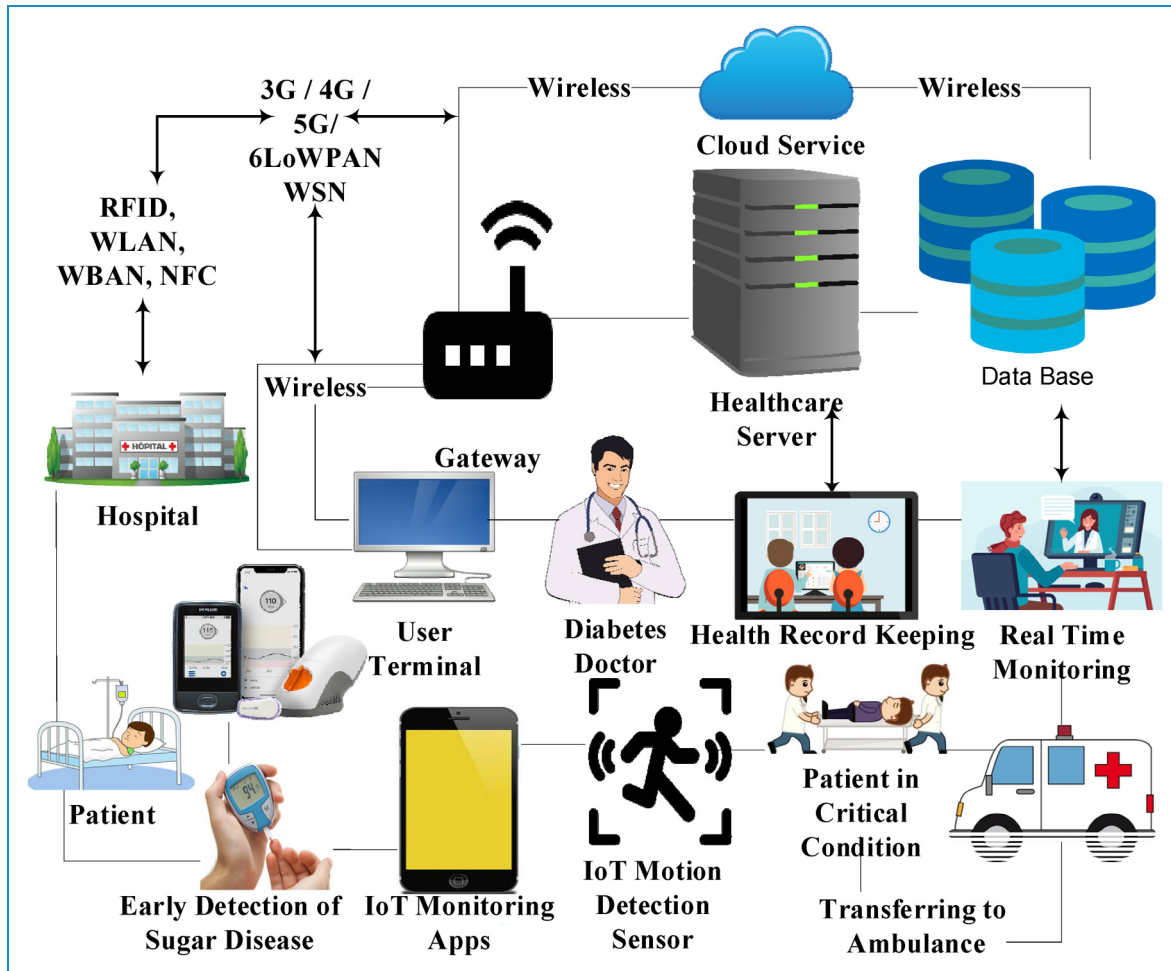 3G / 4G /
5G/
6LoWPAN
WSN
Wireless
Wireless
Cloud Service
RFID,
WLAN,
WBAN, NFC
Wireless
Data Base
Healthcare
Server
HÔPITAL
Hospital
Gateway
User
Terminal
Diabetes
Doctor
Health Record Keeping
Real Time
Monitoring
110
110
94
Patient
Early Detection of
Sugar Disease
IoT Monitoring
Apps
IoT Motion
Detection
Sensor
Patient in
Critical
Condition
Transferring to
Ambulance